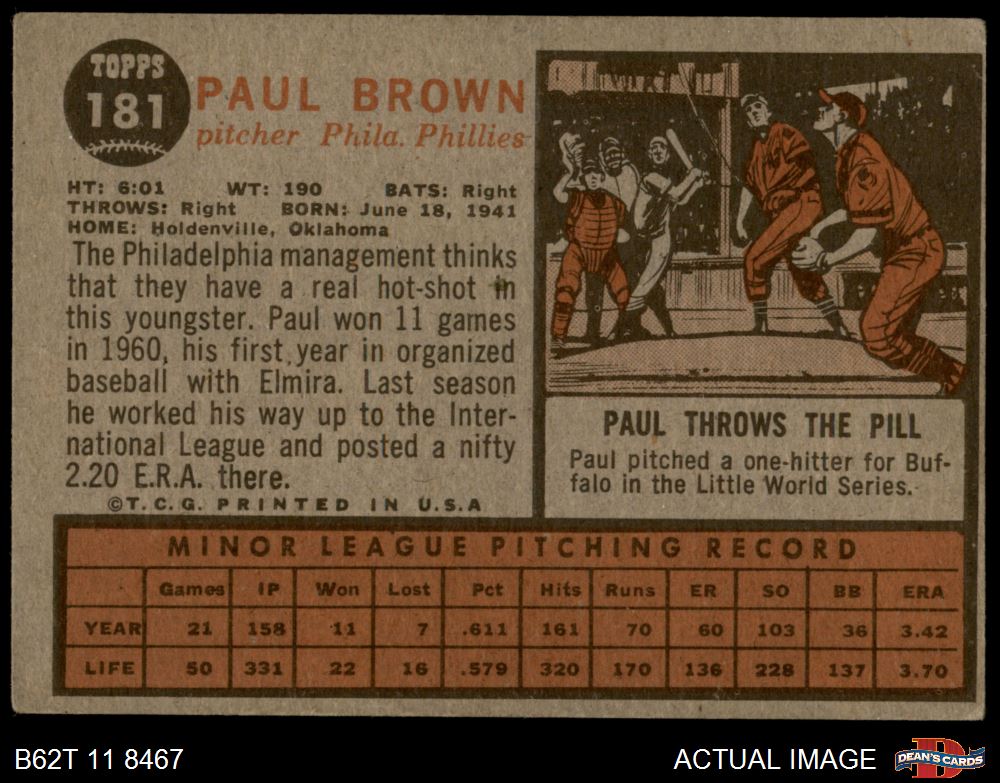 TOPPS
181
PAUL BROWN
pitcher Phila. Phillies
HT: 6:01 WT: 190 BATS: Right
THROWS: Right BORN: June 18, 1941
HOME: Holdenville, Oklahoma
The Philadelphia management thinks
that they have a real hot-shot in
this youngster. Paul won 11 games
in 1960, his first year in organized
baseball with Elmira. Last season
he worked his way up to the Inter-
national League and posted a nifty
2.20 E.R.A. there.
©T.C.G. PRINTED IN U.S.A
PAUL THROWS THE PILL
Paul pitched a one-hitter for Buf-
falo in the Little World Series.
MINOR LEAGUE PITCHING RECORD
Games IP Won Lost Pct Hits Runs ER SO BB ERA
YEAR 21 158 11 7 .611 161 70 60 103 36 3.42
LIFE 50 331 22 16 .579 320 170 136 228 137 3.70
B62T 11 8467
ACTUAL IMAGE
D
DEAN'S CARDS